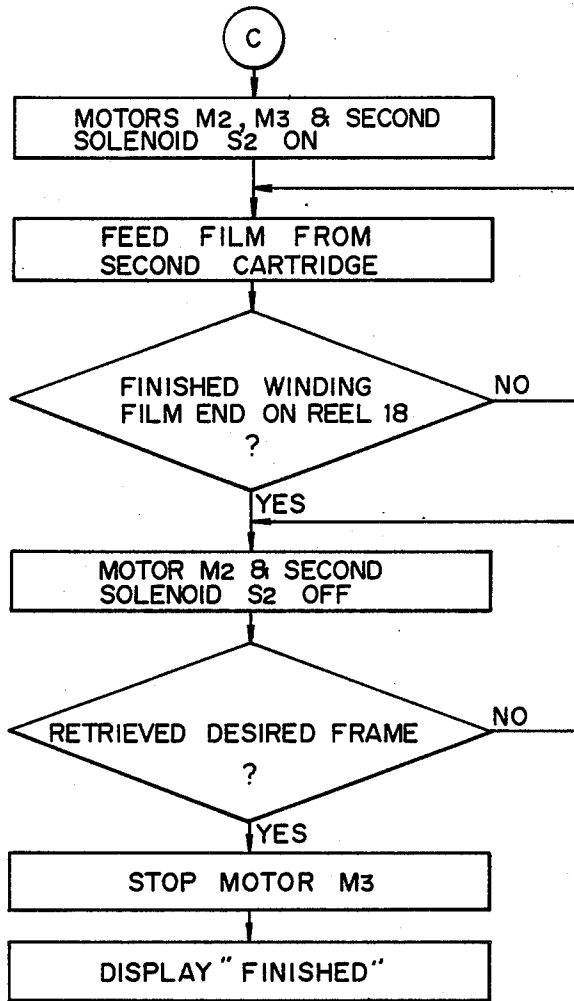 C
MOTORS M2, M3 & SECOND
SOLENOID S2 ON
FEED FILM FROM
SECOND CARTRIDGE
FINISHED WINDING
FILM END ON REEL 18
?
NO
YES
MOTOR M2 & SECOND
SOLENOID S2 OFF
RETRIEVED DESIRED FRAME
?
NO
YES
STOP MOTOR M3
DISPLAY "FINISHED"